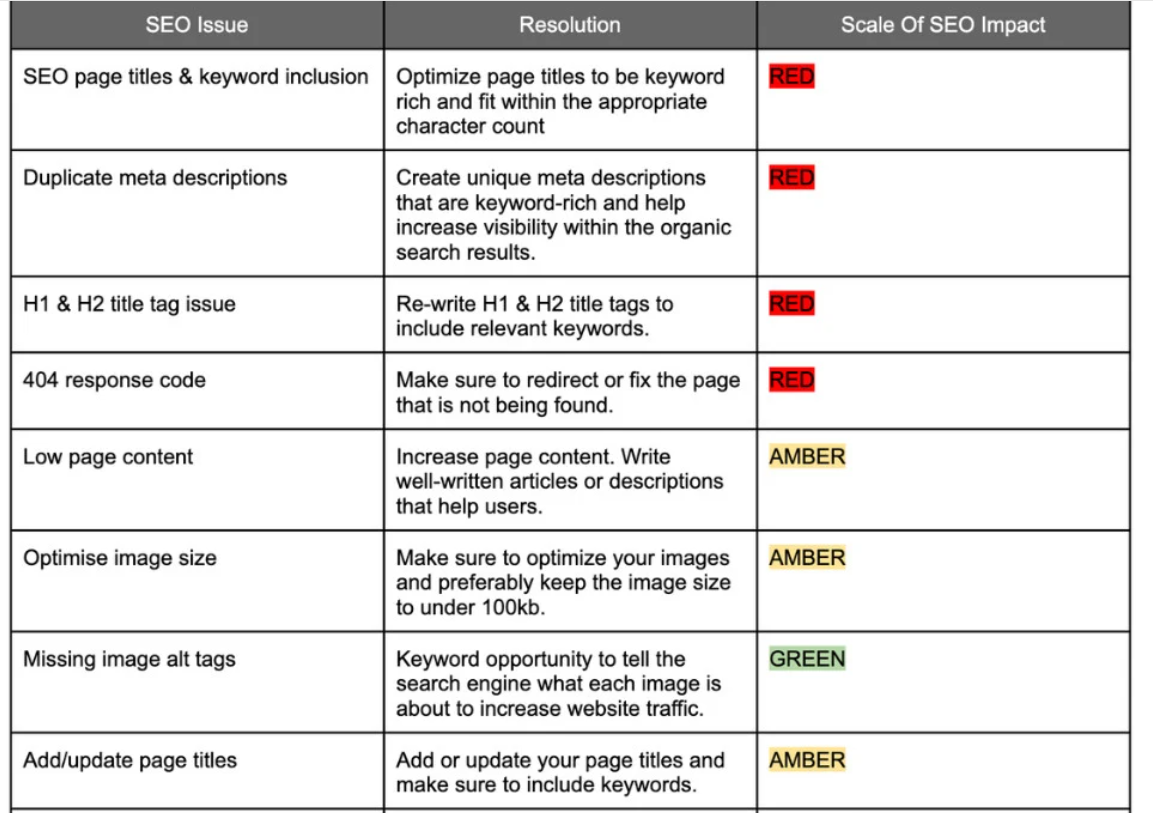 SEO Issue
Resolution
Scale Of SEO Impact
SEO page titles & keyword inclusion
Optimize page titles to be keyword
rich and fit within the appropriate
character count
RED
Duplicate meta descriptions
Create unique meta descriptions
that are keyword-rich and help
increase visibility within the organic
search results.
RED
H1 & H2 title tag issue
Re-write H1 & H2 title tags to
include relevant keywords.
RED
404 response code
Make sure to redirect or fix the page
that is not being found.
RED
Low page content
Increase page content. Write
well-written articles or descriptions
that help users.
AMBER
Optimise image size
Make sure to optimize your images
and preferably keep the image size
to under 100kb.
AMBER
Missing image alt tags
Keyword opportunity to tell the
search engine what each image is
about to increase website traffic.
GREEN
Add/update page titles
Add or update your page titles and
make sure to include keywords.
AMBER